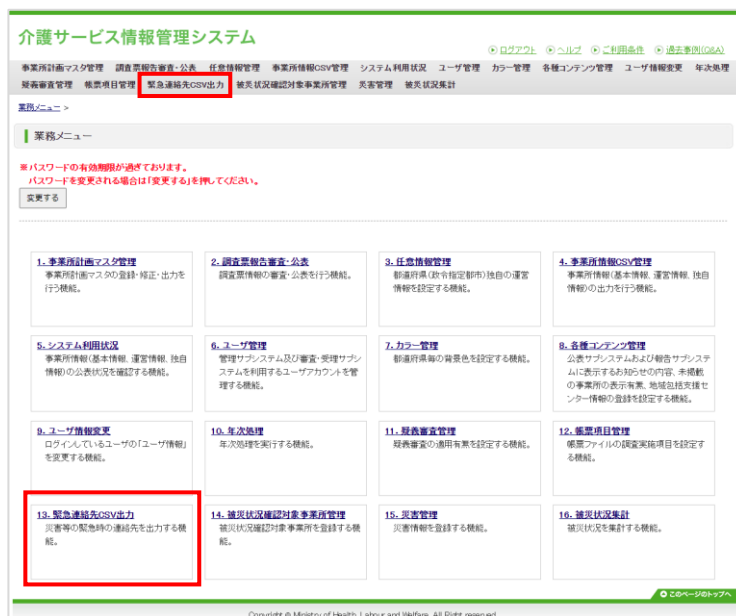 介護サービス情報管理システム
ログアウト ヘルプ ご利用条件 過去事例(Q&A)
事業所計画マスタ管理 調査票報告審査・公表 任意情報管理 事業所情報CSV管理 システム利用状況 ユーザ管理 カラー管理 各種コンテンツ管理 ユーザ情報変更 年次処理
疑義審査管理 帳票項目管理 緊急連絡先CSV出力 被災状況確認対象事業所管理 災害管理 被災状況集計
業務メニュー >
業務メニュー
※パスワードの有効期限が過ぎております。
パスワードを変更される場合は「変更する」を押してください。
変更する
1. 事業所計画マスタ管理
事業所計画マスタの登録・修正・出力を
行う機能。
2. 調査票報告審査・公表
調査票情報の審査・公表を行う機能。
3. 任意情報管理
都道府県(政令指定都市)独自の運営
情報を設定する機能。
4. 事業所情報CSV管理
事業所情報(基本情報、運営情報、独自
情報)の出力を行う機能。
5. システム利用状況
事業所情報(基本情報、運営情報、独自
情報)の公表状況を確認する機能。
6. ユーザ管理
管理サブシステム及び審査・受理サブシ
ステムを利用するユーザアカウントを管
理する機能。
7. カラー管理
都道府県毎の背景色を設定する機能。
8. 各種コンテンツ管理
公表サブシステムおよび報告サブシステ
ムに表示するお知らせの内容、未掲載
の事業所の表示有無、地域包括支援セ
ンター情報の登録を設定する機能。
9. ユーザ情報変更
ログインしているユーザの「ユーザ情報」
を変更する機能。
10. 年次処理
年次処理を実行する機能。
11. 疑義審査管理
疑義審査の適用有無を設定する機能。
12. 帳票項目管理
帳票ファイルの調査実施項目を設定す
る機能。
13. 緊急連絡先CSV出力
災害等の緊急時の連絡先を出力する機
能。
14. 被災状況確認対象事業所管理
被災状況確認対象事業所を登録する機
能。
15. 災害管理
災害情報を登録する機能。
16. 被災状況集計
被災状況を集計する機能。
このページのトップへ
Copyright © Ministry of Health, Labour and Welfare, All Right reserved.